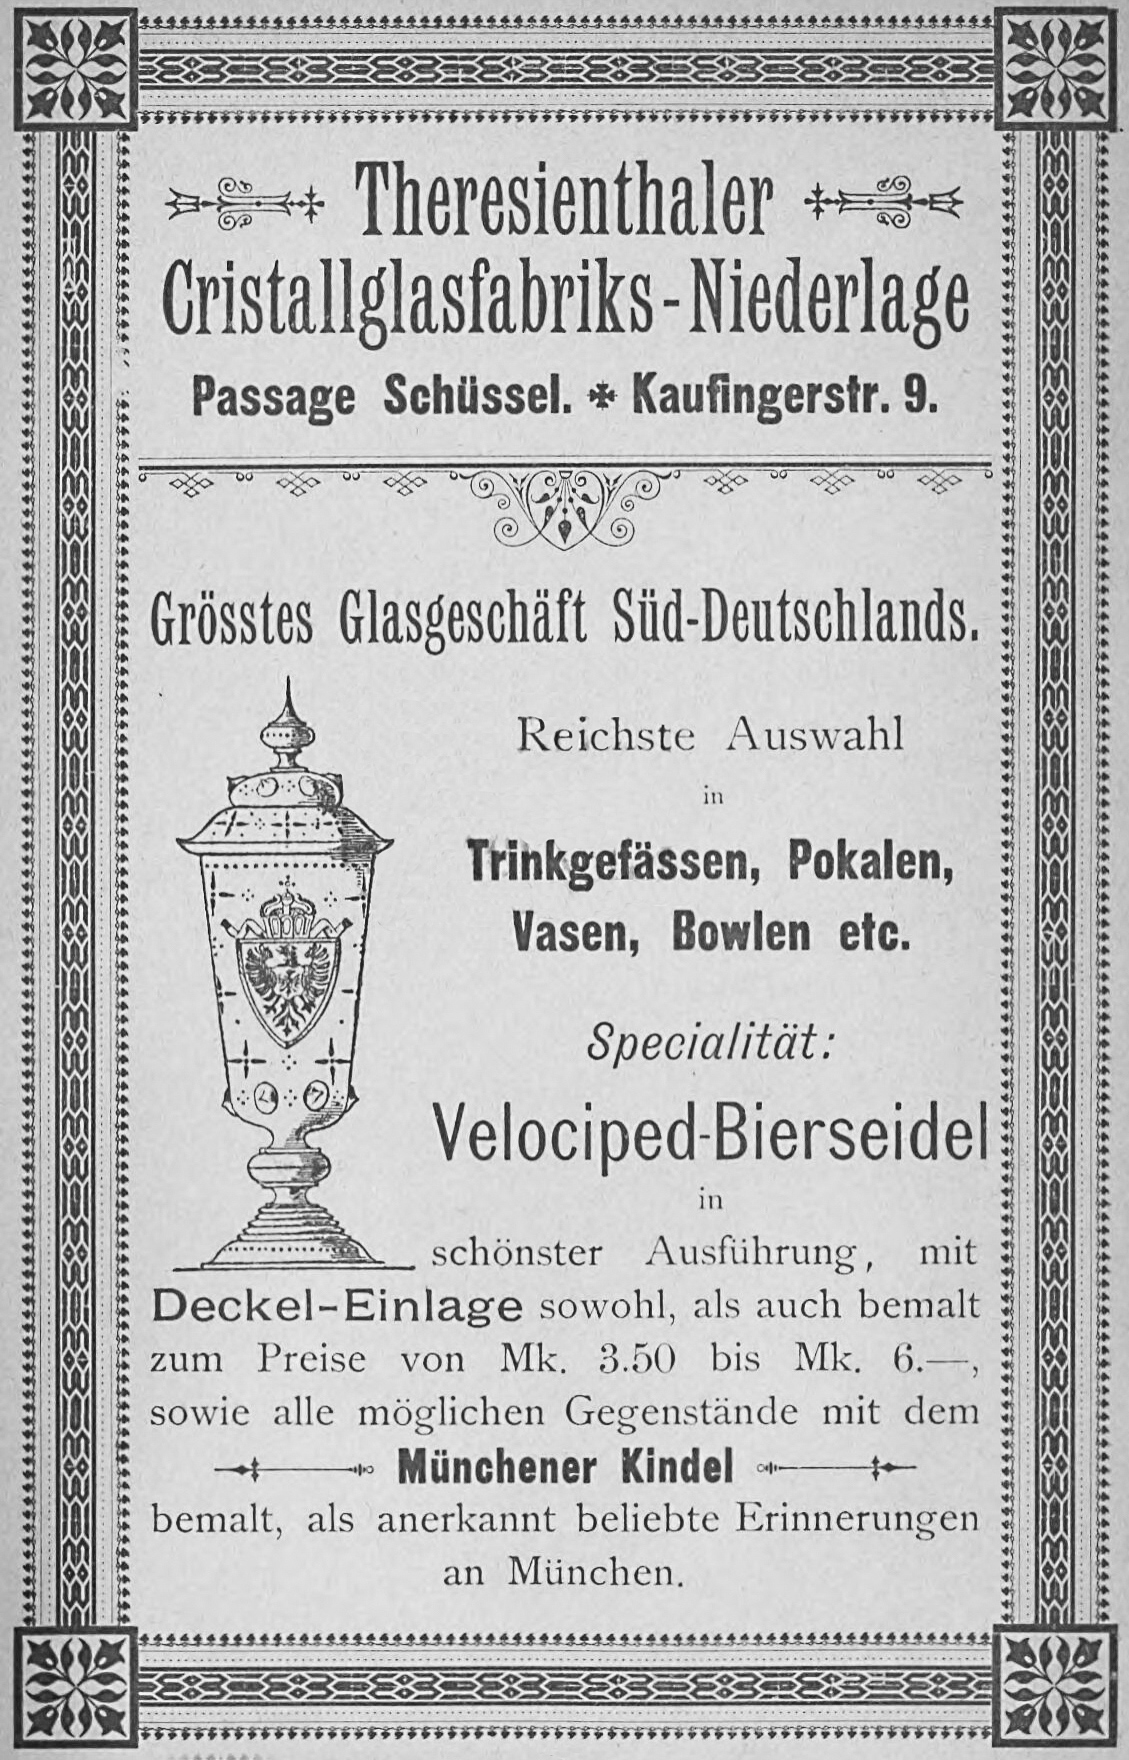 Theresienthaler
Cristallglasfabriks-Niederlage
Passage Schüssel. ✠ Kaufingerstr. 9.
Grösstes Glasgeschäft Süd-Deutschlands.
Reichste Auswahl
in
Trinkgefässen, Pokalen,
Vasen, Bowlen etc.
Specialität:
Velociped-Bierseidel
in
schönster Ausführung, mit
Deckel-Einlage sowohl, als auch bemalt
zum Preise von Mk. 3.50 bis Mk. 6.—,
sowie alle möglichen Gegenstände mit dem
Münchener Kindel
bemalt, als anerkannt beliebte Erinnerungen
an München.